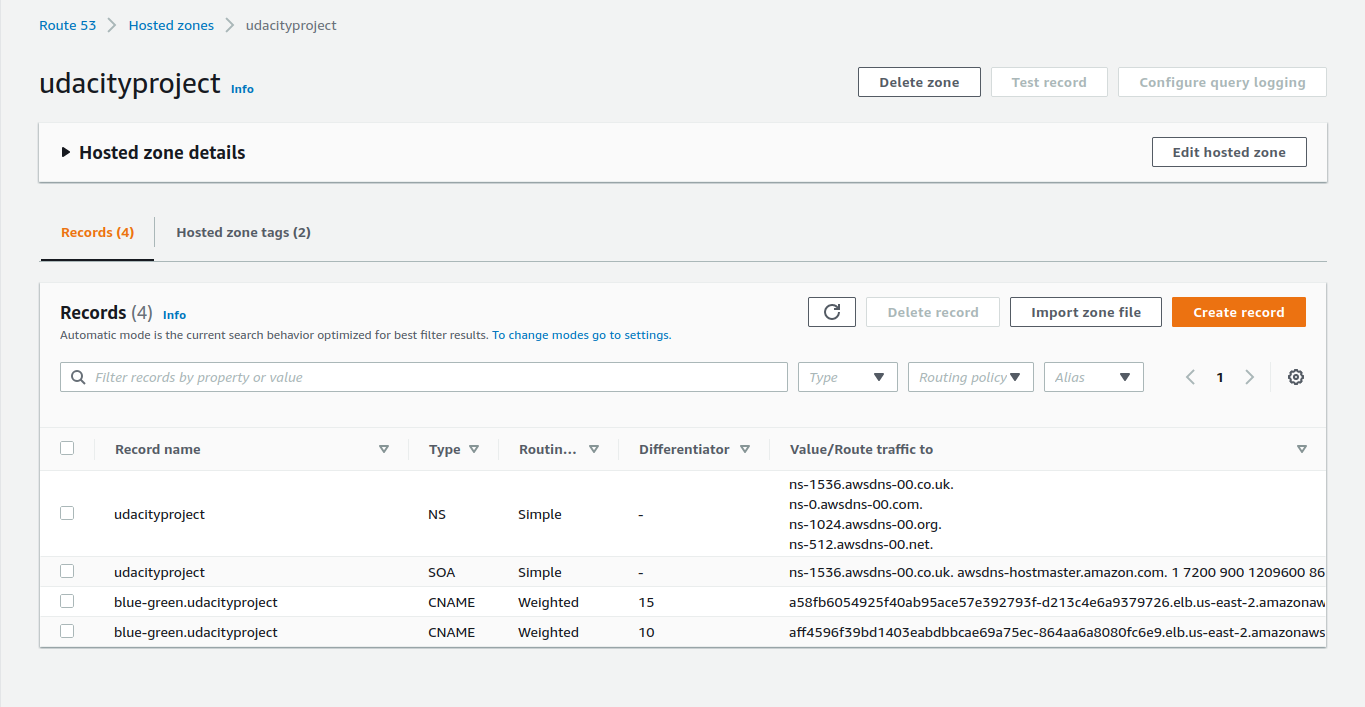 Route 53 > Hosted zones > udacityproject
udacityproject Info Delete zone Test record Configure query logging
Hosted zone details Edit hosted zone
Records (4) Hosted zone tags (2)
Records (4) Info Delete record Import zone file Create record
Automatic mode is the current search behavior optimized for best filter results. To change modes go to settings.
Filter records by property or value Type Routing policy Alias 1
Record name Type Routin... Differentiator Value/Route traffic to
udacityproject NS Simple - ns-1536.awsdns-00.co.uk.
ns-0.awsdns-00.com.
ns-1024.awsdns-00.org.
ns-512.awsdns-00.net.
udacityproject SOA Simple - ns-1536.awsdns-00.co.uk. awsdns-hostmaster.amazon.com. 1 7200 900 1209600 86
blue-green.udacityproject CNAME Weighted 15 a58fb6054925f40ab95ace57e392793f-d213c4e6a9379726.elb.us-east-2.amazonaw
blue-green.udacityproject CNAME Weighted 10 aff4596f39bd1403eabdbbcae69a75ec-864aa6a8080fc6e9.elb.us-east-2.amazonaws